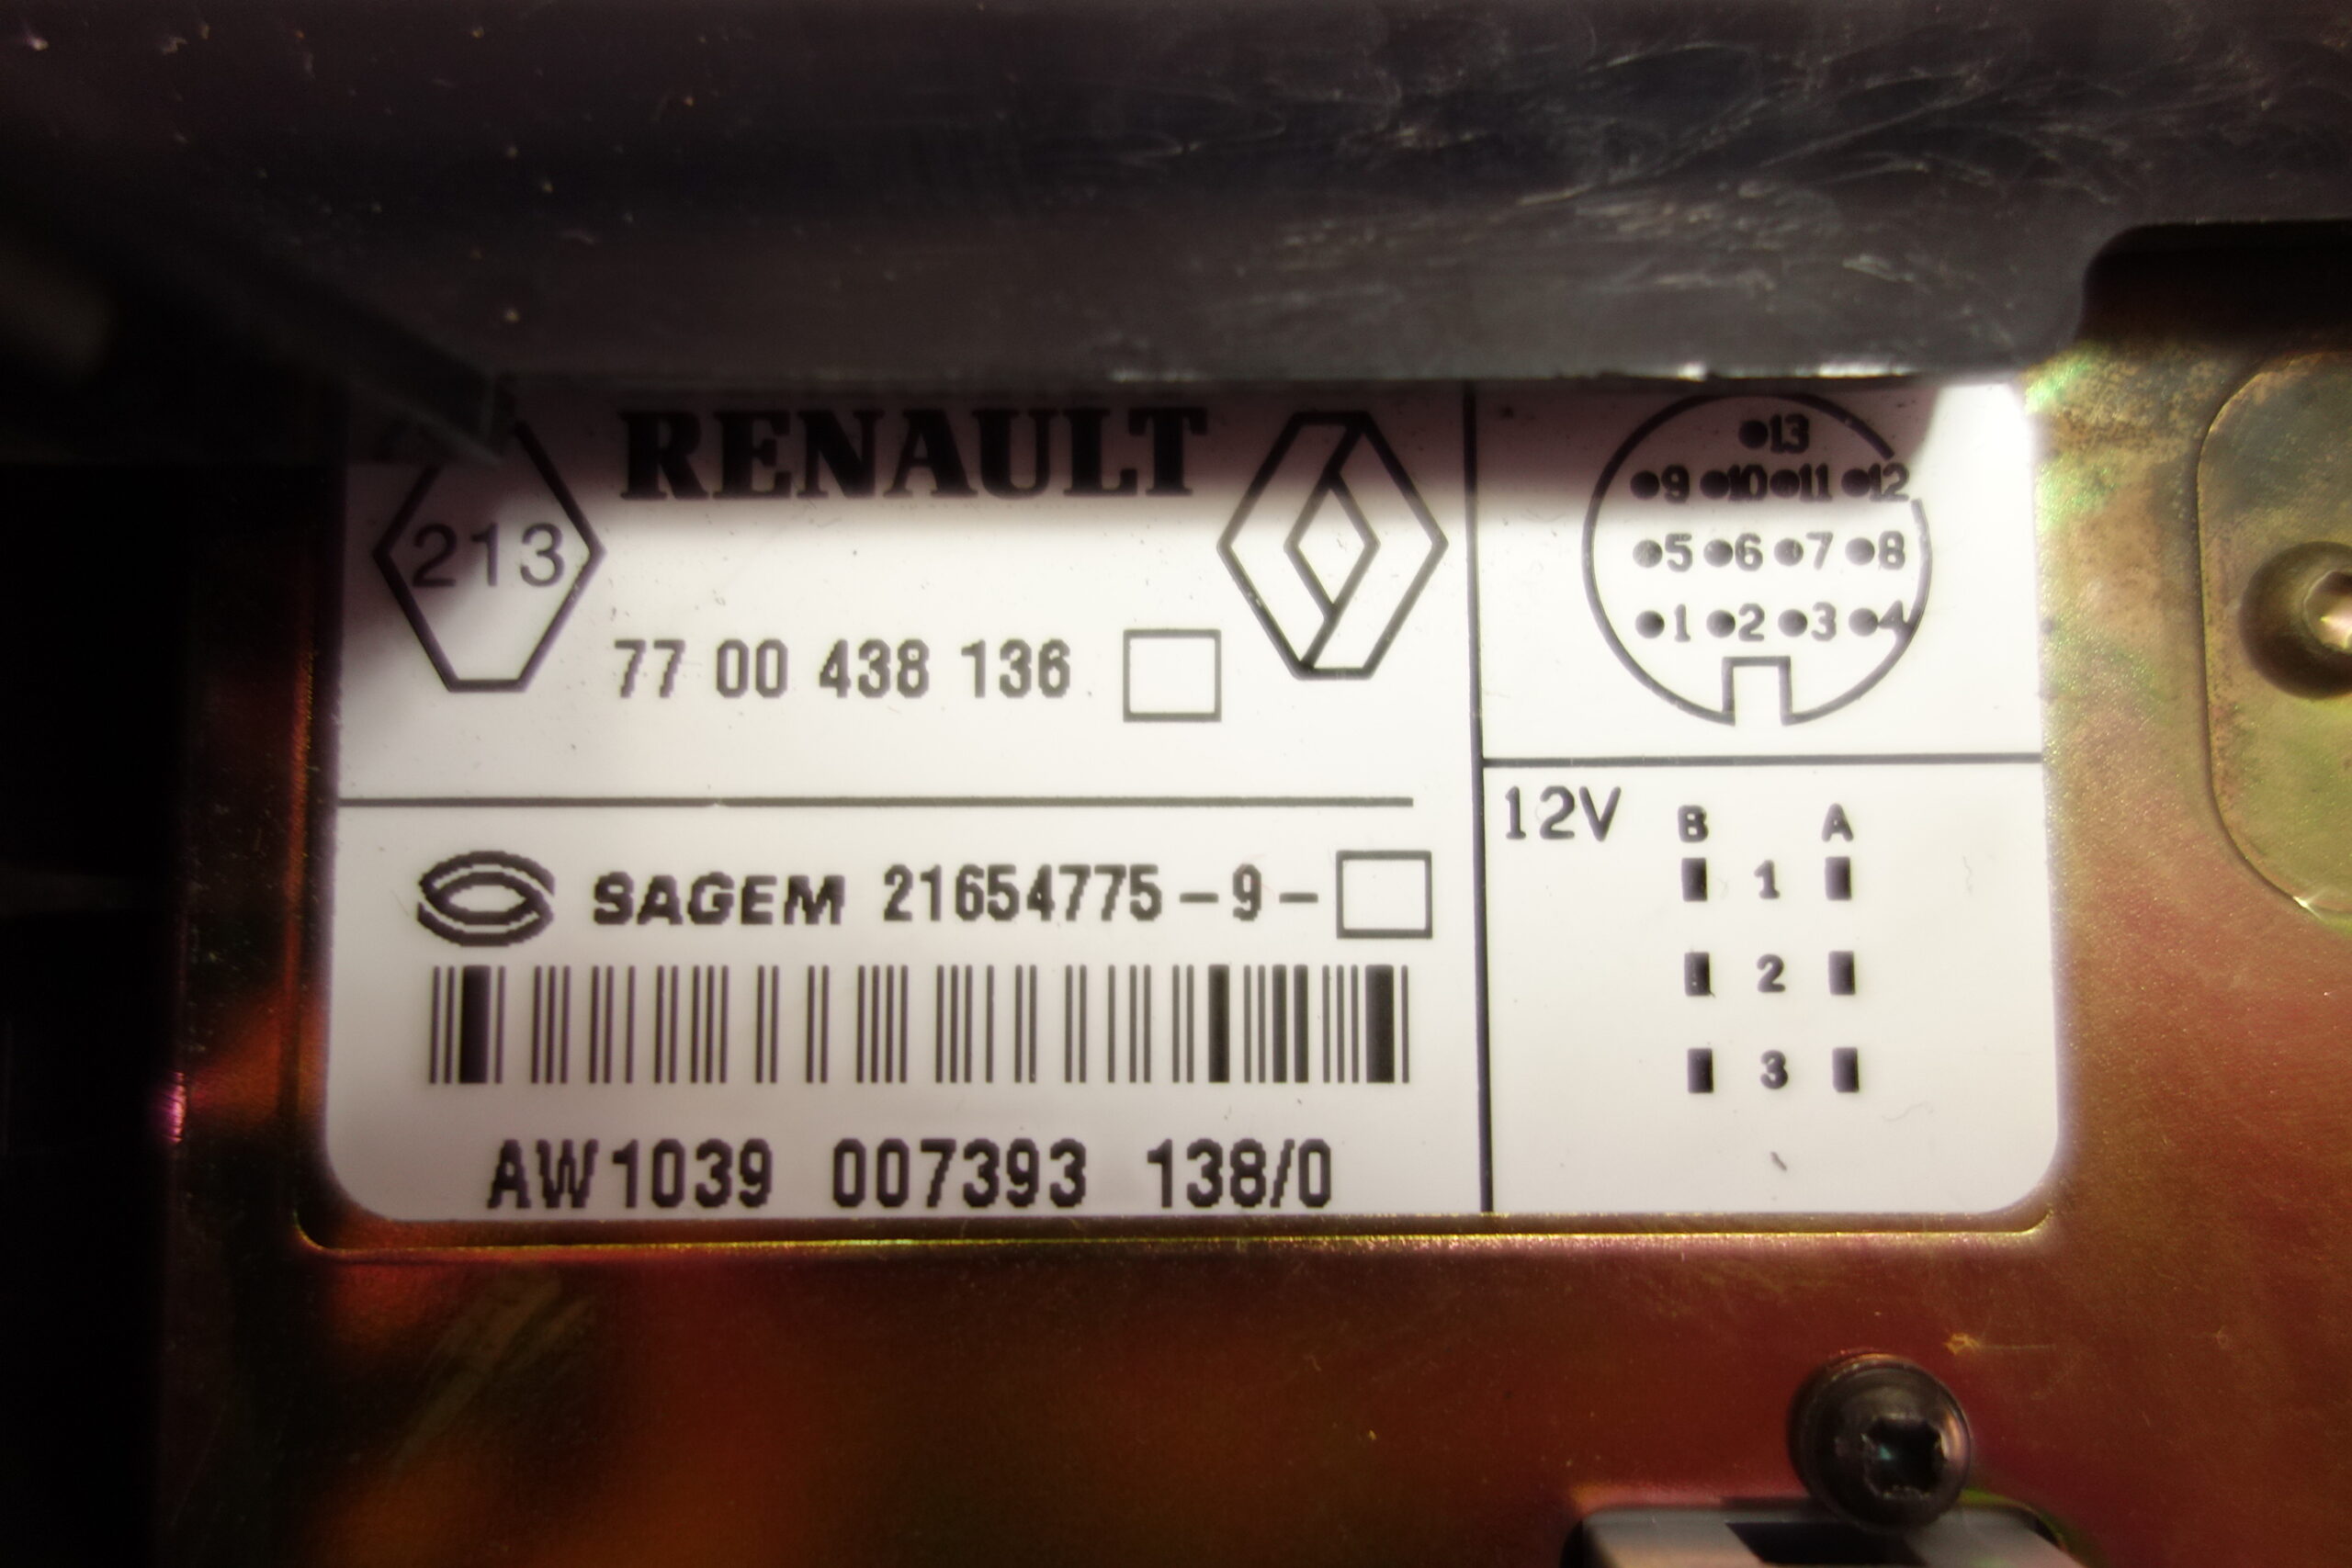 RENAULT
213
77 00 438 136
SAGEM 21654775-9-
AW1039 007393 138/0
13
9 10 11 12
5 6 7 8
1 2 3 4
12V B A
1
2
3